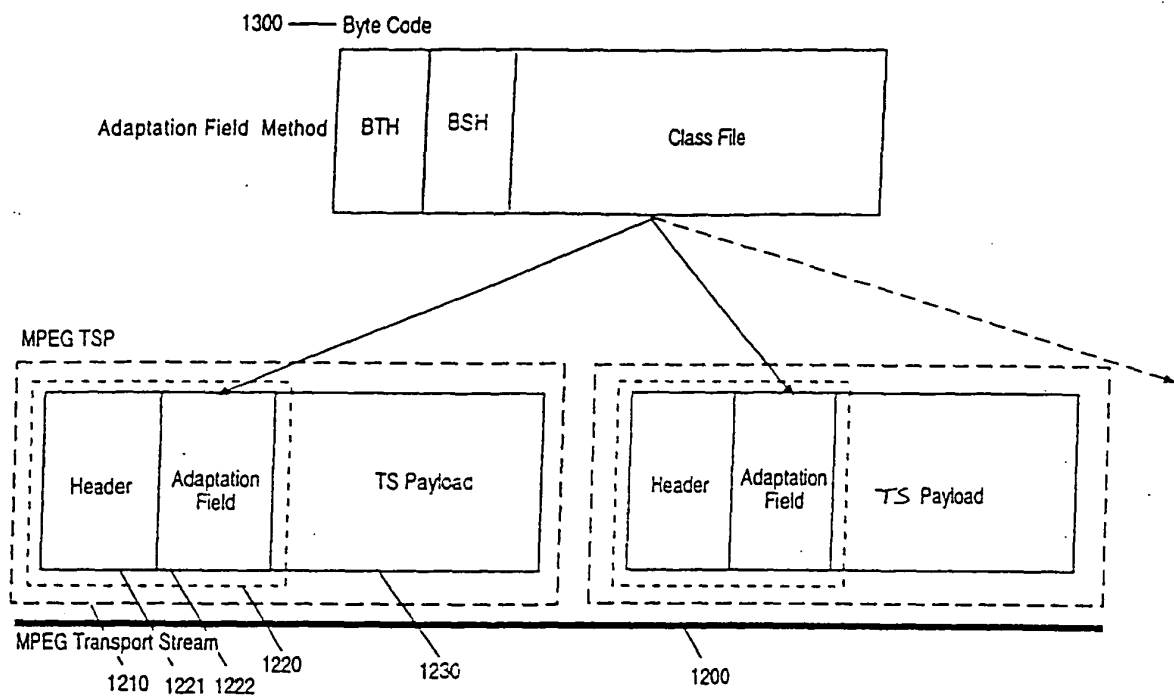 1300 Byte Code
Adaptation Field Method BTH BSH Class File
MPEG TSP
Header Adaptation Field TS Payload
Header Adaptation Field TS Payload
MPEG Transport Stream
1210 1221 1222 1220 1230 1200